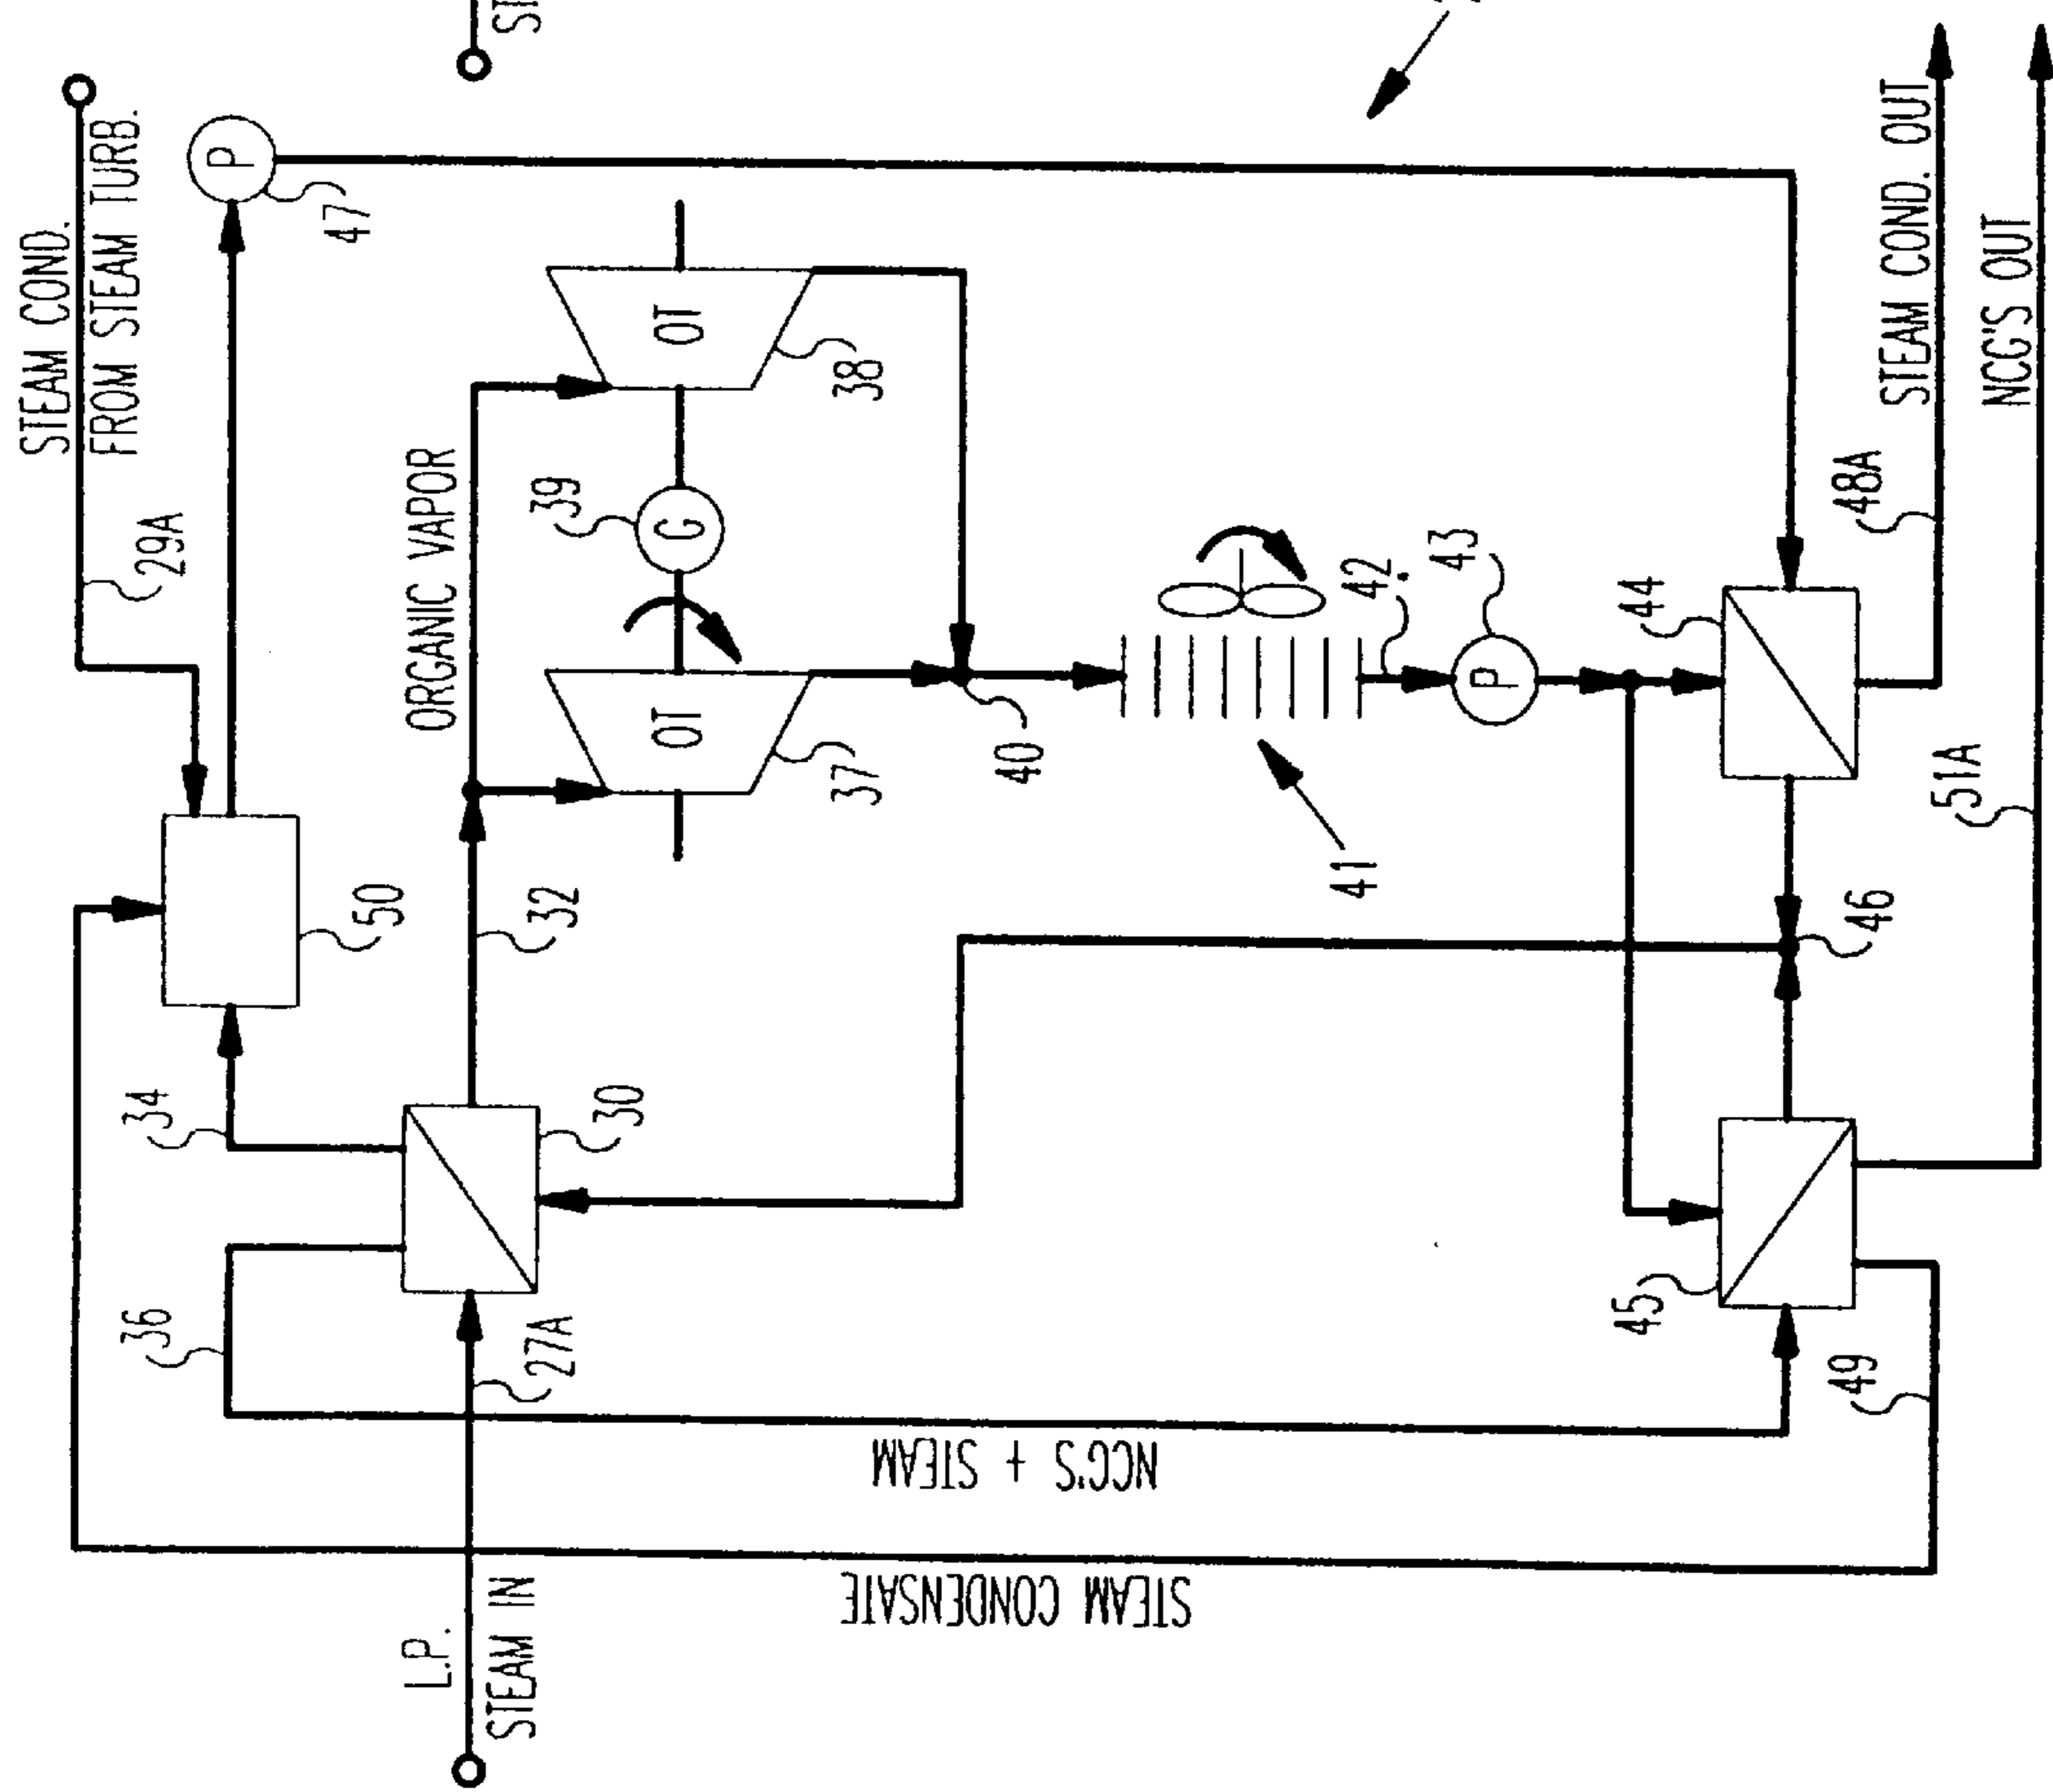 STEAM COND.
FROM STEAM TURB.
29A
P
47
34
50
36
ORGANIC VAPOR
L.P.
STEAM IN
27A
30
32
OT
37
39
G
OT
38
40
NCG'S + STEAM
STEAM CONDENSATE
41
42
43
P
44
45
46
49
48A
STEAM COND. OUT
51A
NCG'S OUT